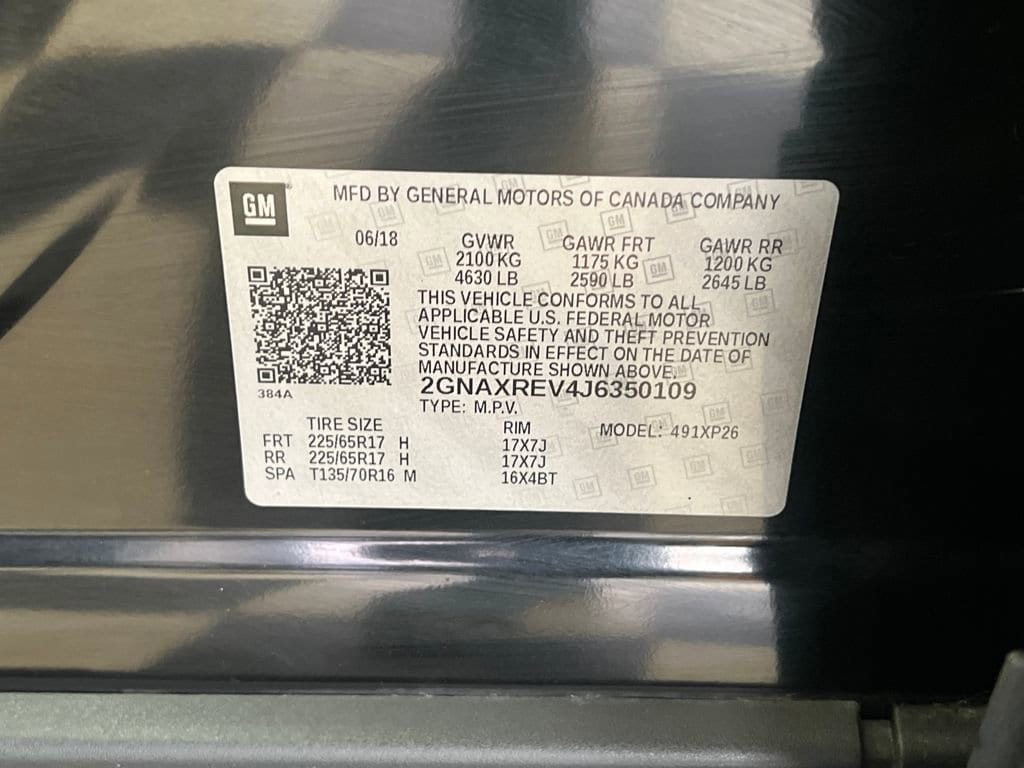 GM
MFD BY GENERAL MOTORS OF CANADA COMPANY
06/18
GVWR GAWR FRT GAWR RR
2100 KG 1175 KG 1200 KG
4630 LB 2590 LB 2645 LB
THIS VEHICLE CONFORMS TO ALL
APPLICABLE U.S. FEDERAL MOTOR
VEHICLE SAFETY AND THEFT PREVENTION
STANDARDS IN EFFECT ON THE DATE OF
MANUFACTURE SHOWN ABOVE.
384A
2GNAXREV4J6350109
TYPE: M.P.V.
TIRE SIZE RIM MODEL: 491XP26
FRT 225/65R17 H 17X7J
RR 225/65R17 H 17X7J
SPA T135/70R16 M 16X4BT